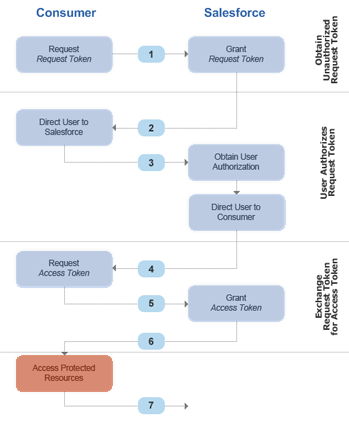 Consumer
Salesforce
Request
Request Token
1
Grant
Request Token
Obtain
Unauthorized
Request Token
Direct User to
Salesforce
2
3
Obtain User
Authorization
Direct User to
Consumer
User Authorizes
Request Token
Request
Access Token
4
5
Grant
Access Token
6
Exchange
Request Token
for Access Token
Access Protected
Resources
7